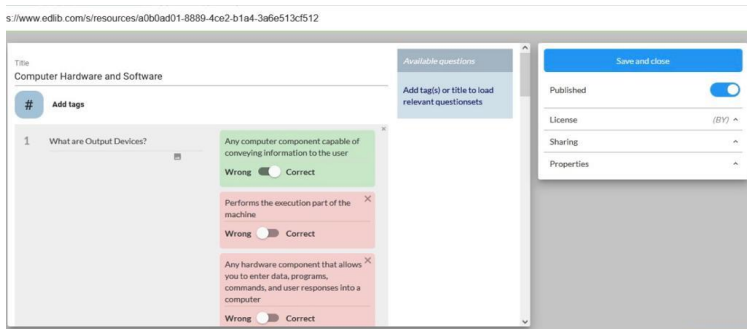 s://www.edlib.com/s/resources/a0b0ad01-8889-4ce2-b1a4-3a6e513cf512
Title
Computer Hardware and Software
# Add tags
1 What are Output Devices?
Any computer component capable of
conveying information to the user
Wrong Correct
Performs the execution part of the
machine
Wrong Correct
Any hardware component that allows
you to enter data, programs,
commands, and user responses into a
computer
Wrong Correct
Available questions
Add tag(s) or title to load
relevant questionsets
Save and close
Published
License (BY)
Sharing
Properties